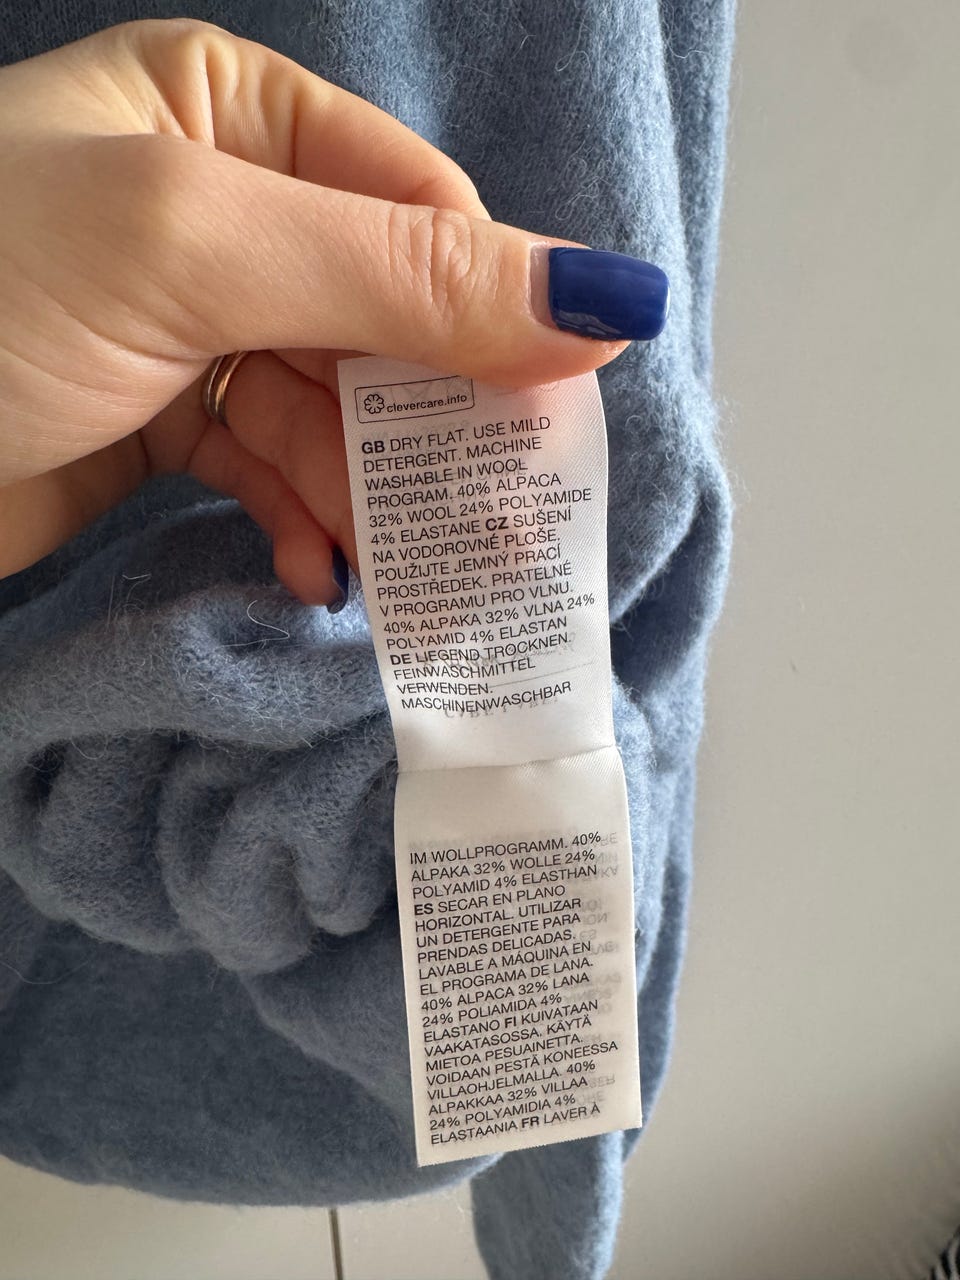 clevercare.info
GB DRY FLAT. USE MILD
DETERGENT. MACHINE
WASHABLE IN WOOL
PROGRAM. 40% ALPACA
32% WOOL 24% POLYAMIDE
4% ELASTANE CZ SUŠENÍ
NA VODOROVNÉ PLOŠE.
POUŽIJTE JEMNÝ PRACÍ
PROSTŘEDEK. PRATELNÉ
V PROGRAMU PRO VLNU.
40% ALPAKA 32% VLNA 24%
POLYAMID 4% ELASTAN
DE LIEGEND TROCKNEN.
FEINWASCHMITTEL
VERWENDEN.
MASCHINENWASCHBAR
IM WOLLPROGRAMM. 40%
ALPAKA 32% WOLLE 24%
POLYAMID 4% ELASTHAN
ES SECAR EN PLANO
HORIZONTAL. UTILIZAR
UN DETERGENTE PARA
PRENDAS DELICADAS.
LAVABLE A MÁQUINA EN
EL PROGRAMA DE LANA.
40% ALPACA 32% LANA
24% POLIAMIDA 4%
ELASTANO FI KUIVATAAN
VAAKATASOSSA. KÄYTÄ
MIETOA PESUAINETTA.
VOIDAAN PESTÄ KONEESSA
VILLAOHJELMALLA. 40%
ALPAKKAA 32% VILLAA
24% POLYAMIDIA 4%
ELASTAANIA FR LAVER À